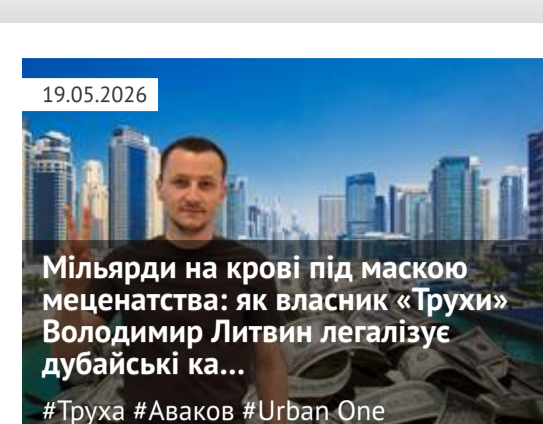 19.05.2026
Мільярди на крові під маскою
меценатства: як власник «Трухи»
Володимир Литвин легалізує
дубайські ка...
#Труха #Аваков #Urban One